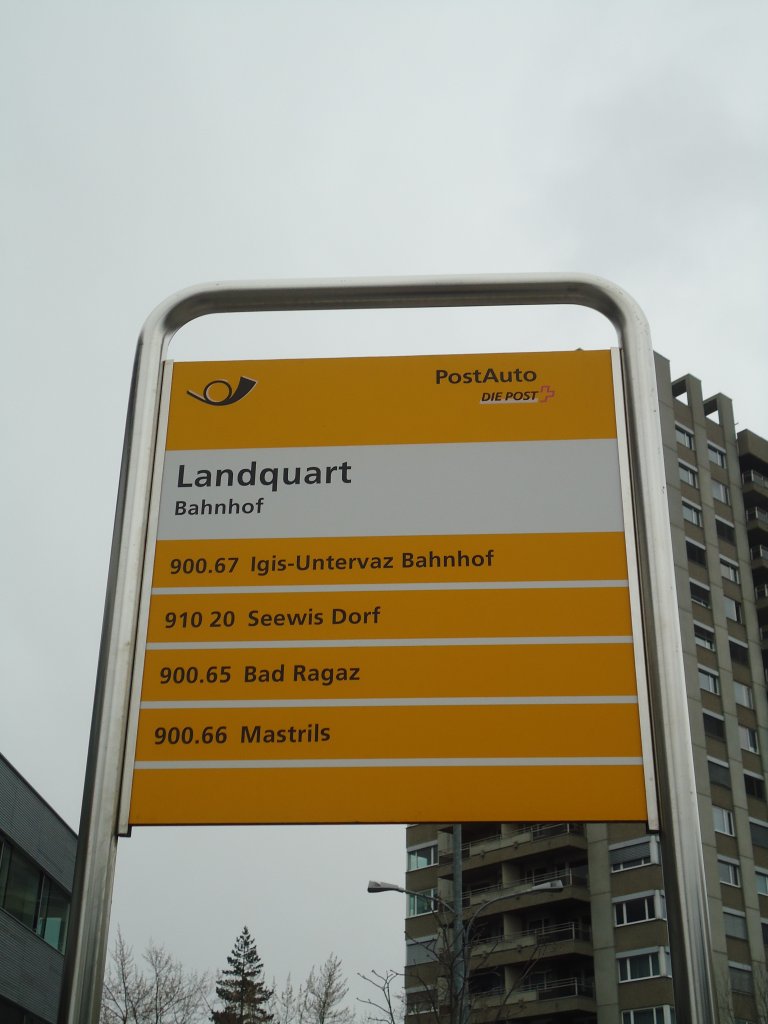 PostAuto
DIE POST
Landquart
Bahnhof
900.67 Igis-Untervaz Bahnhof
910 20 Seewis Dorf
900.65 Bad Ragaz
900.66 Mastrils